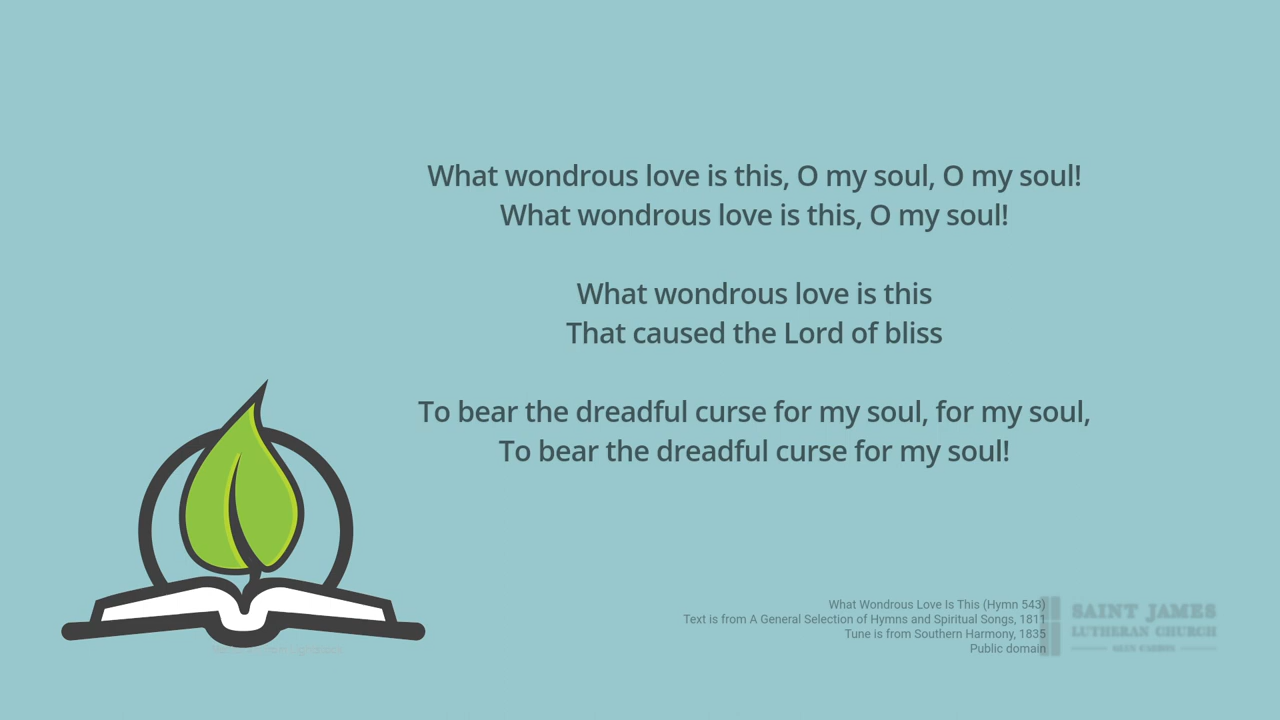 What wondrous love is this, O my soul, O my soul!
What wondrous love is this, O my soul!
What wondrous love is this
That caused the Lord of bliss
To bear the dreadful curse for my soul, for my soul,
To bear the dreadful curse for my soul!
What Wondrous Love Is This (Hymn 543)
Text is from A General Selection of Hymns and Spiritual Songs, 1811
Tune is from Southern Harmony, 1835
Public domain
SAINT JAMES
LUTHERAN CHURCH
GLEN CARBON